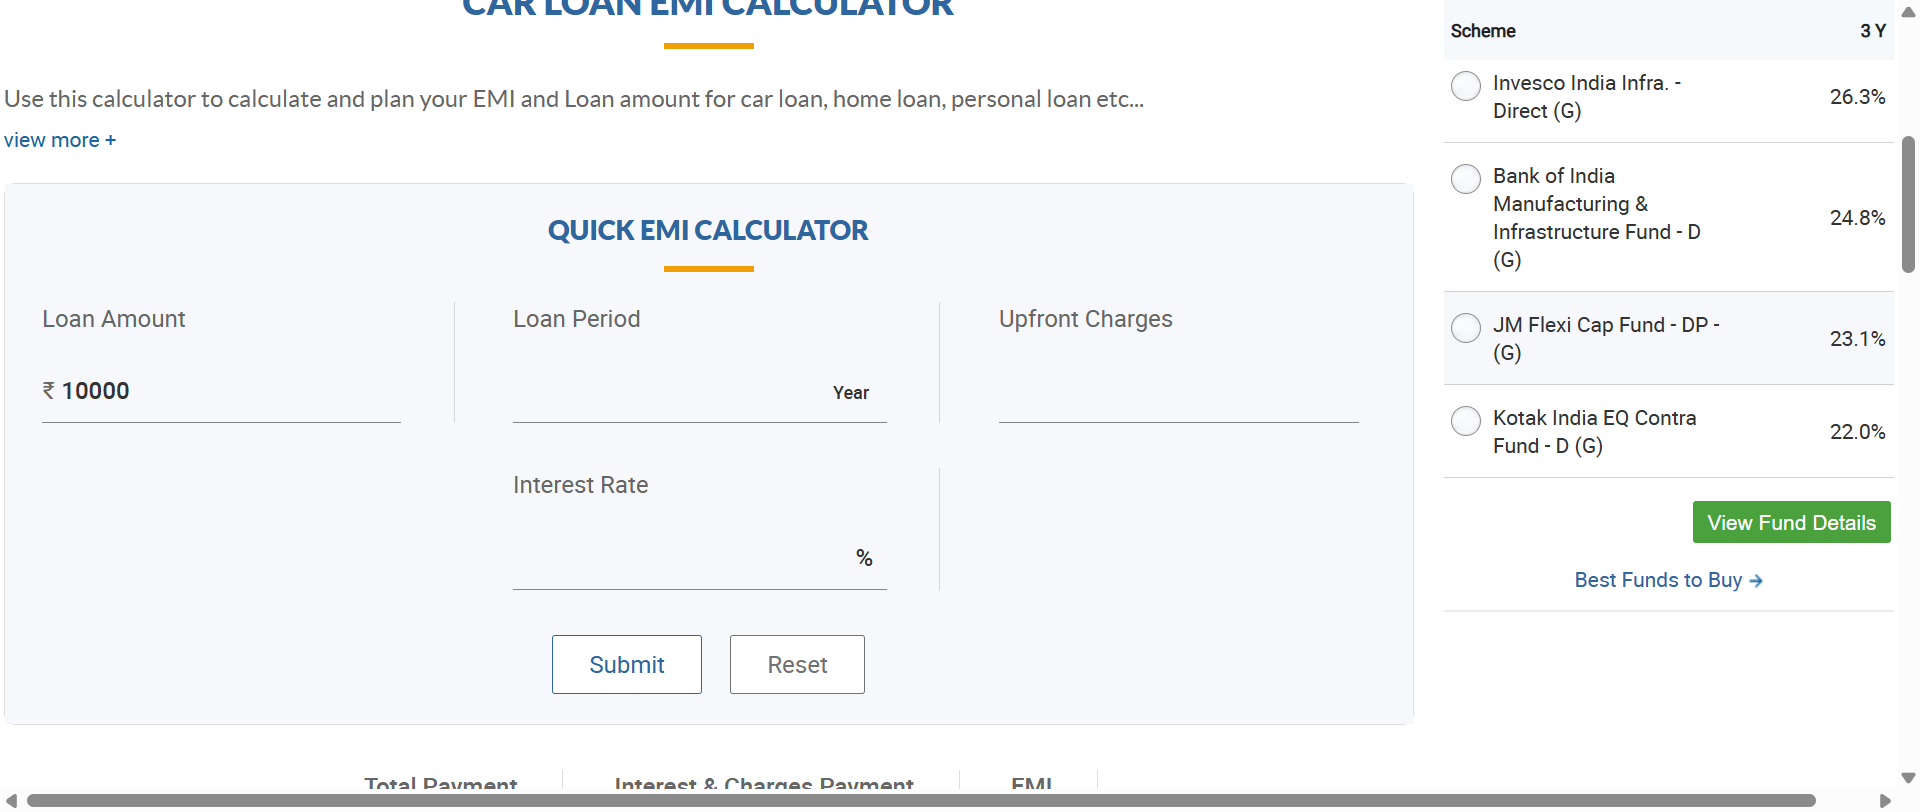 CAR LOAN EMI CALCULATOR
Use this calculator to calculate and plan your EMI and Loan amount for car loan, home loan, personal loan etc...
view more +
QUICK EMI CALCULATOR
Loan Amount
₹ 10000
Loan Period
Year
Upfront Charges
Interest Rate
%
Submit
Reset
Total Payment
Interest & Charges Payment
EMI
Scheme
3 Y
Invesco India Infra. -
Direct (G)
26.3%
Bank of India
Manufacturing &
Infrastructure Fund - D
(G)
24.8%
JM Flexi Cap Fund - DP -
(G)
23.1%
Kotak India EQ Contra
Fund - D (G)
22.0%
View Fund Details
Best Funds to Buy →